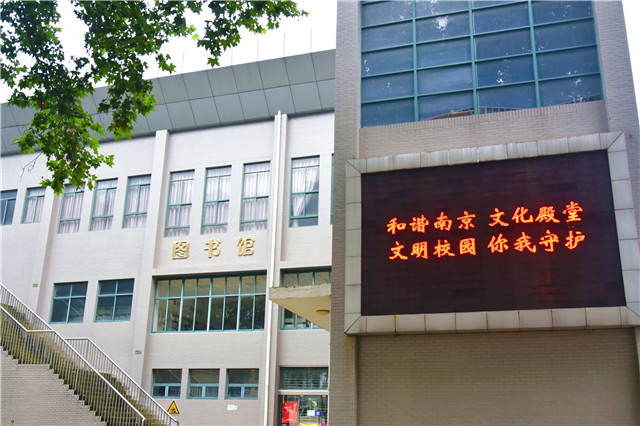 图书馆
和谐南京 文化殿堂
文明校园 你我守护